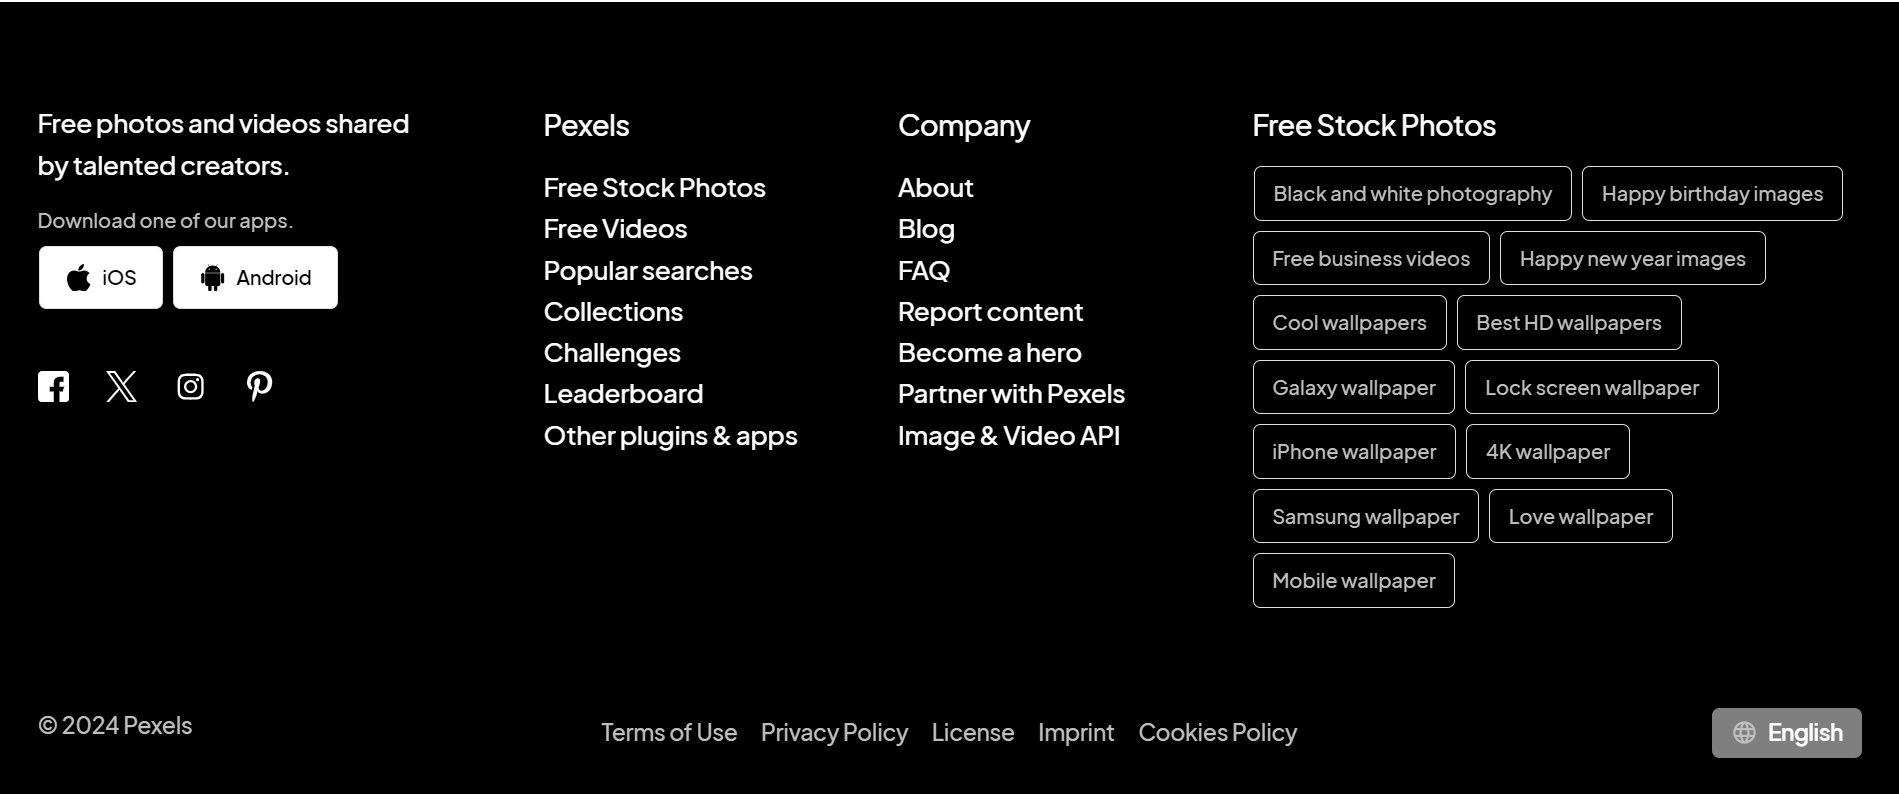 Free photos and videos shared
by talented creators.
Download one of our apps.
iOS
Android
Pexels
Free Stock Photos
Free Videos
Popular searches
Collections
Challenges
Leaderboard
Other plugins & apps
Company
About
Blog
FAQ
Report content
Become a hero
Partner with Pexels
Image & Video API
Free Stock Photos
Black and white photography
Happy birthday images
Free business videos
Happy new year images
Cool wallpapers
Best HD wallpapers
Galaxy wallpaper
Lock screen wallpaper
iPhone wallpaper
4K wallpaper
Samsung wallpaper
Love wallpaper
Mobile wallpaper
© 2024 Pexels
Terms of Use
Privacy Policy
License
Imprint
Cookies Policy
English